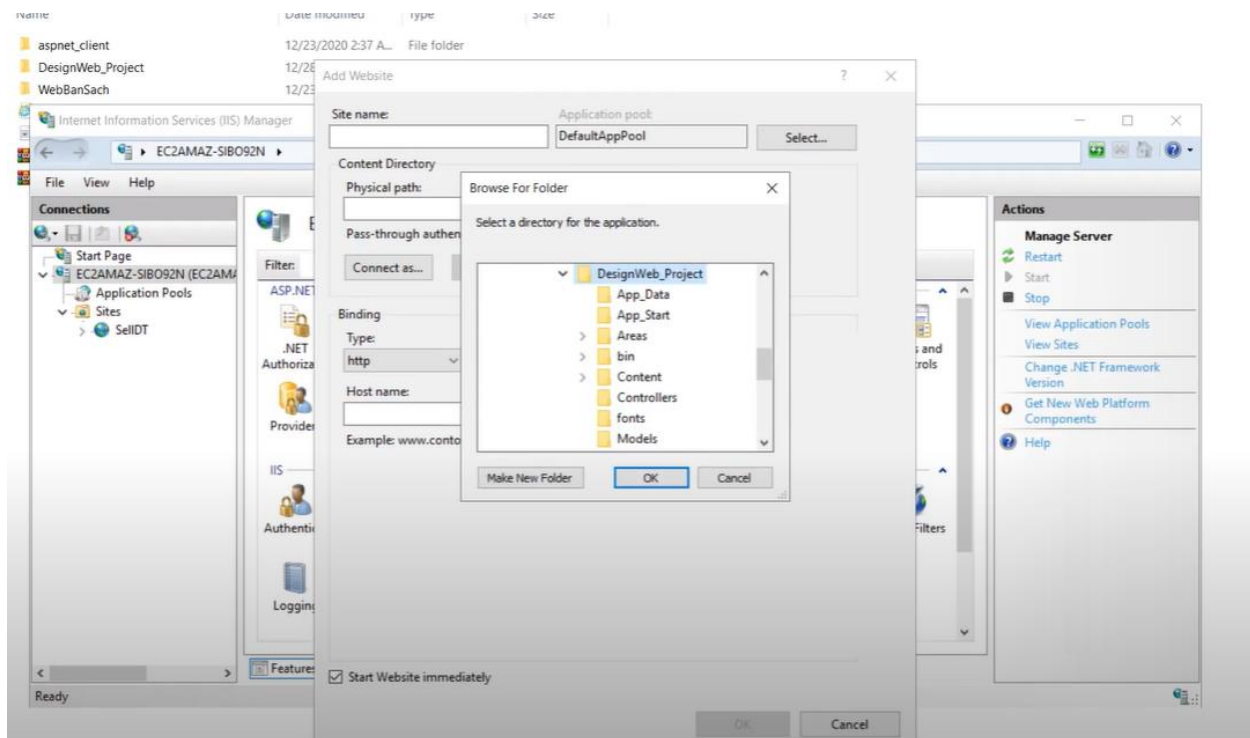 Name Date modified Type Size
aspnet_client 12/23/2020 2:37 A... File folder
DesignWeb_Project 12/28
WebBanSach 12/23
Add Website ? ×
Site name: Application pool:
DefaultAppPool Select...
Content Directory
Physical path:
Pass-through authen
Connect as...
Binding
Type:
http
Host name:
Example: www.conto
Start Website immediately
OK Cancel
Browse For Folder ×
Select a directory for the application.
DesignWeb_Project
App_Data
App_Start
Areas
bin
Content
Controllers
fonts
Models
Make New Folder OK Cancel
Internet Information Services (IIS) Manager
EC2AMAZ-SIBO92N
File View Help
Connections
Start Page
EC2AMAZ-SIBO92N (EC2AMA
Application Pools
Sites
SellDT
E
Filter:
ASP.NET
.NET
Authoriza
Provider
IIS
Authenti
Logging
s and
rols
Filters
Features
Actions
Manage Server
Restart
Start
Stop
View Application Pools
View Sites
Change .NET Framework
Version
Get New Web Platform
Components
Help
Ready